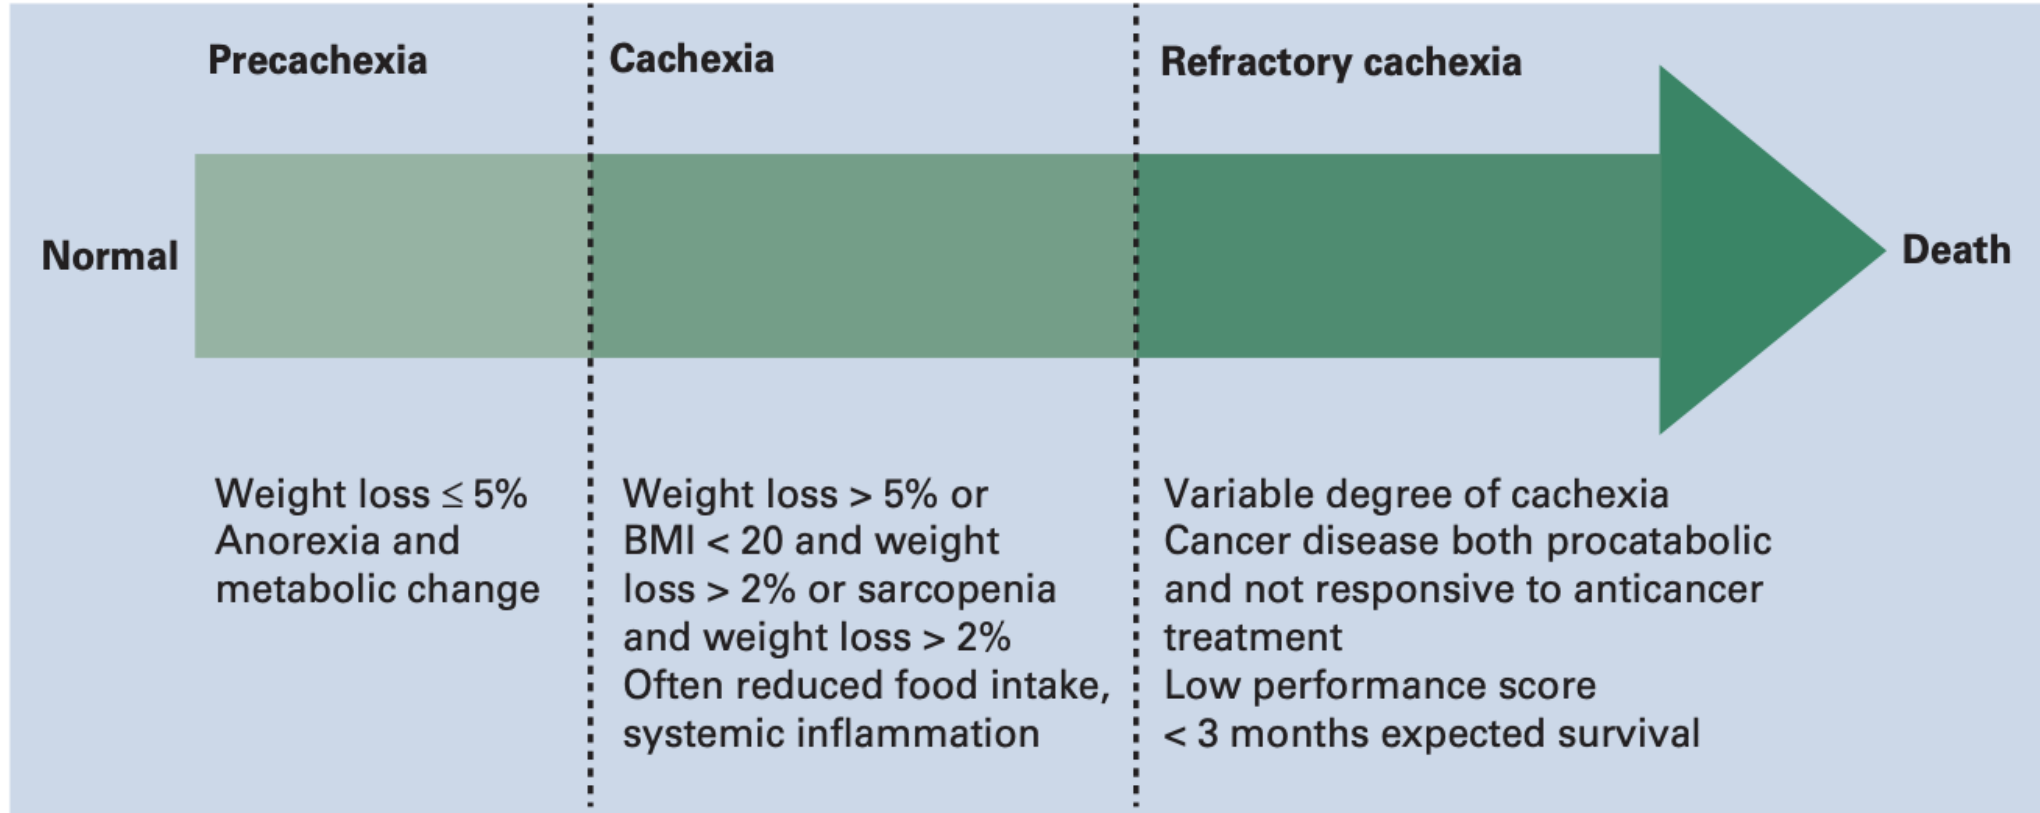 Precachexia
Cachexia
Refractory cachexia
Normal
Death
Weight loss ≤ 5%
Anorexia and
metabolic change
Weight loss > 5% or
BMI < 20 and weight
loss > 2% or sarcopenia
and weight loss > 2%
Often reduced food intake,
systemic inflammation
Variable degree of cachexia
Cancer disease both procatabolic
and not responsive to anticancer
treatment
Low performance score
< 3 months expected survival